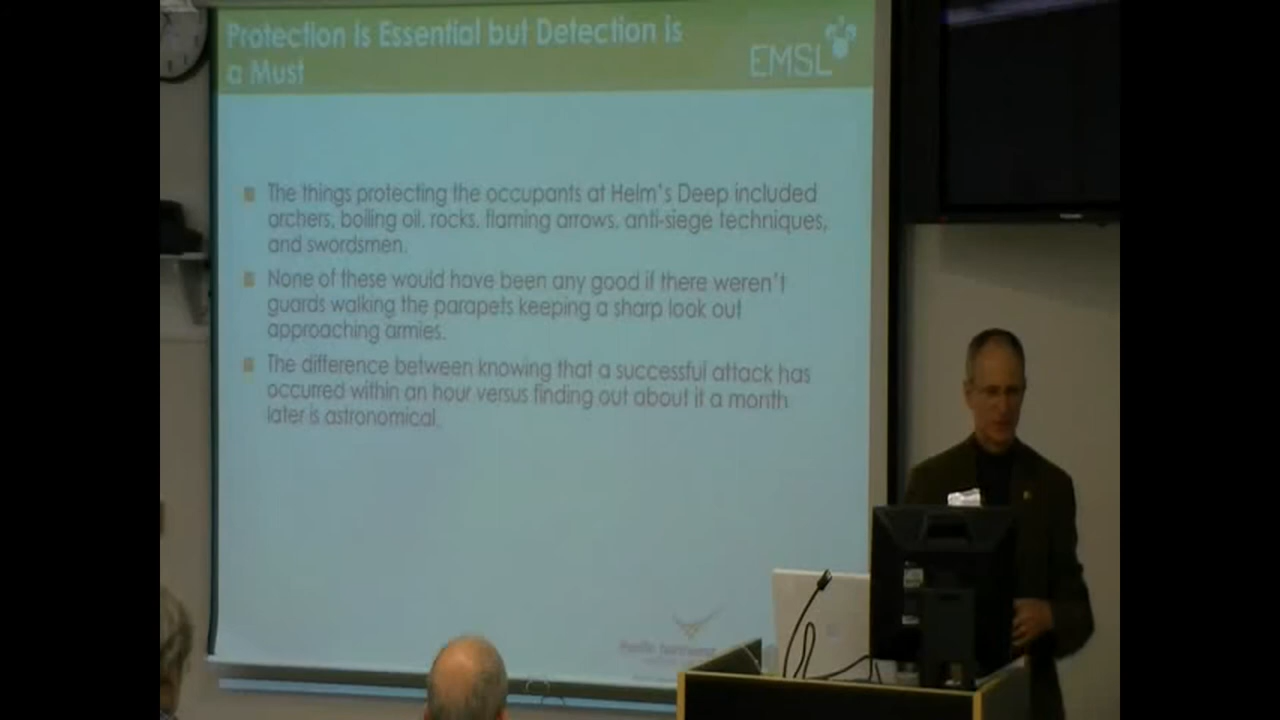 Protection is Essential but Detection is
a Must
EMSL
The things protecting the occupants at Helm's Deep included
archers, boiling oil, rocks, flaming arrows, anti-siege techniques,
and swordsmen.
None of these would have been any good if there weren't
guards walking the parapets keeping a sharp look out
approaching armies.
The difference between knowing that a successful attack has
occurred within an hour versus finding out about it a month
later is astronomical.
Pacific Northwest